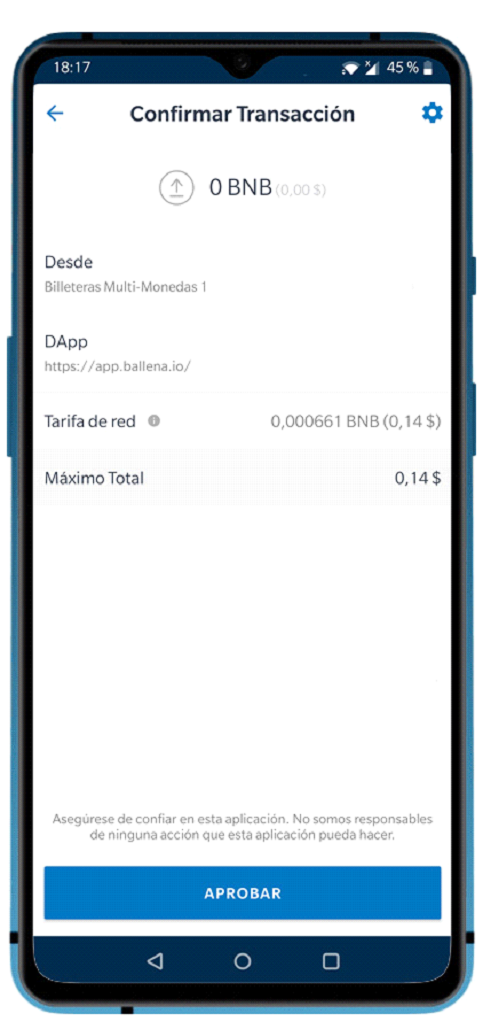 18:17
45 %
Confirmar Transacción
0 BNB (0,00 $)
Desde
Billeteras Multi-Monedas 1
DApp
https://app.ballena.io/
Tarifa de red
0,000661 BNB (0,14 $)
Máximo Total
0,14 $
Asegúrese de confiar en esta aplicación. No somos responsables
de ninguna acción que esta aplicación pueda hacer.
APROBAR